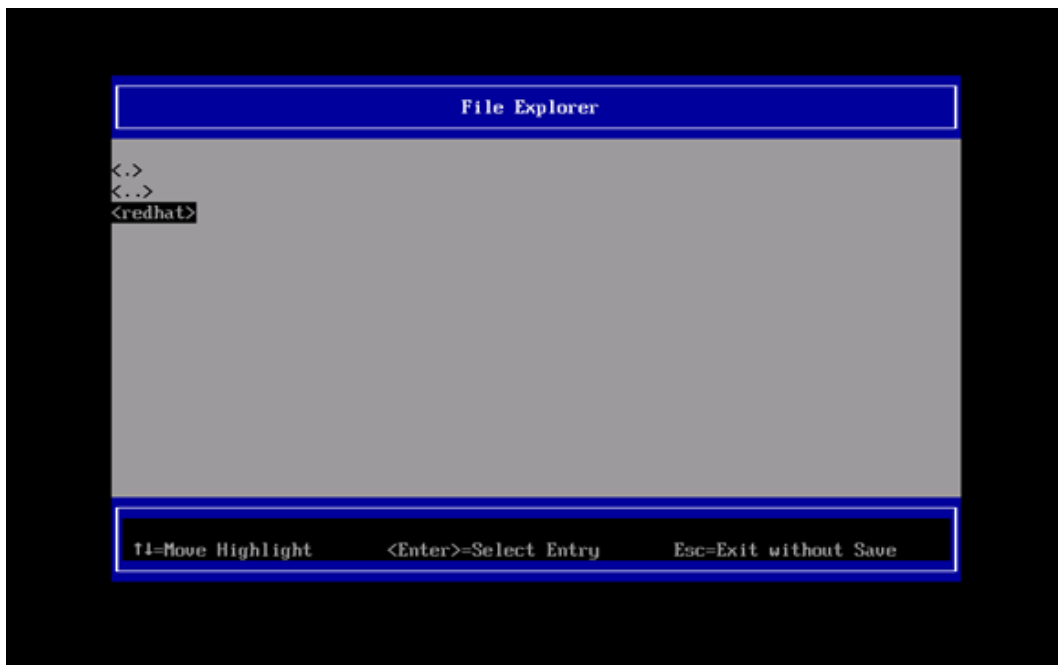 File Explorer
<.>
<..>
<redhat>
↑↓=Move Highlight <Enter>=Select Entry Esc=Exit without Save